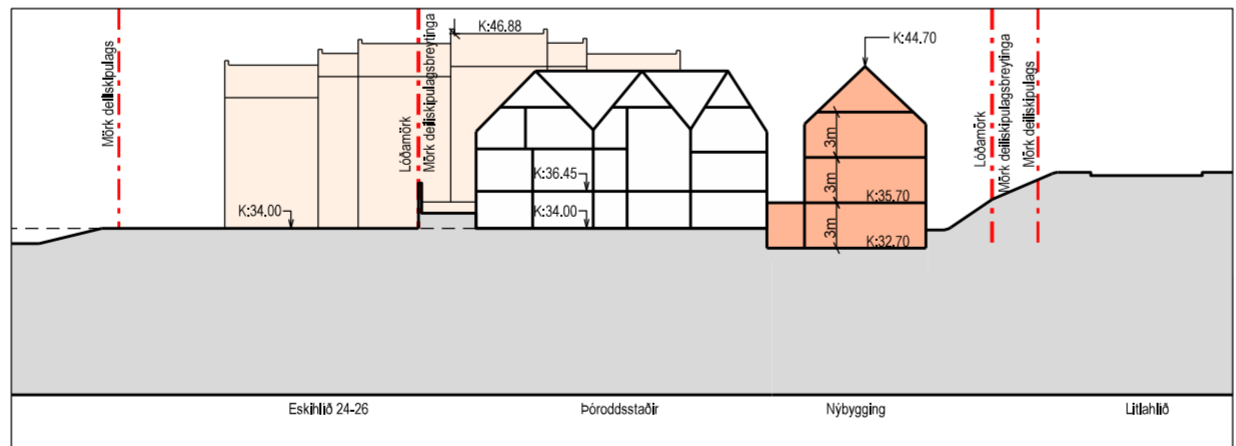 Mörk deiliskipulags
K:34.00
Lóðamörk
Mörk deiliskipulagsbreytinga
K:46.88
K:36.45
K:34.00
K:44.70
3m
3m
K:35.70
3m
K:32.70
Lóðamörk
Mörk deiliskipulagsbreytinga
Mörk deiliskipulags
Eskihlíð 24-26
Þóroddsstaðir
Nýbygging
Litlahlíð